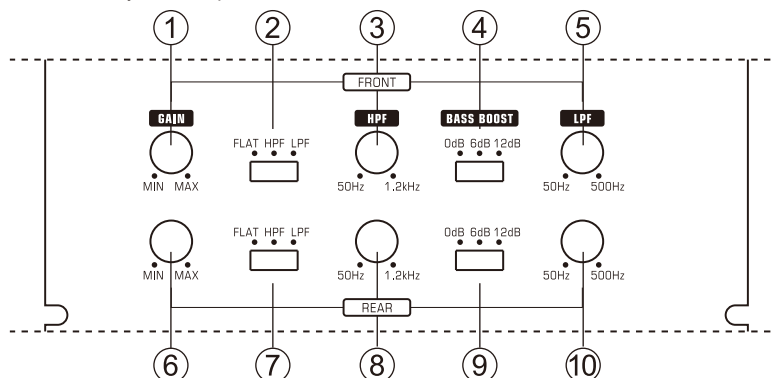 1 2 3 4 5
FRONT
GAIN HPF BASS BOOST LPF
FLAT HPF LPF 0dB 6dB 12dB
MIN MAX 50Hz 1.2kHz 50Hz 500Hz
FLAT HPF LPF 0dB 6dB 12dB
MIN MAX 50Hz 1.2kHz 50Hz 500Hz
REAR
6 7 8 9 10